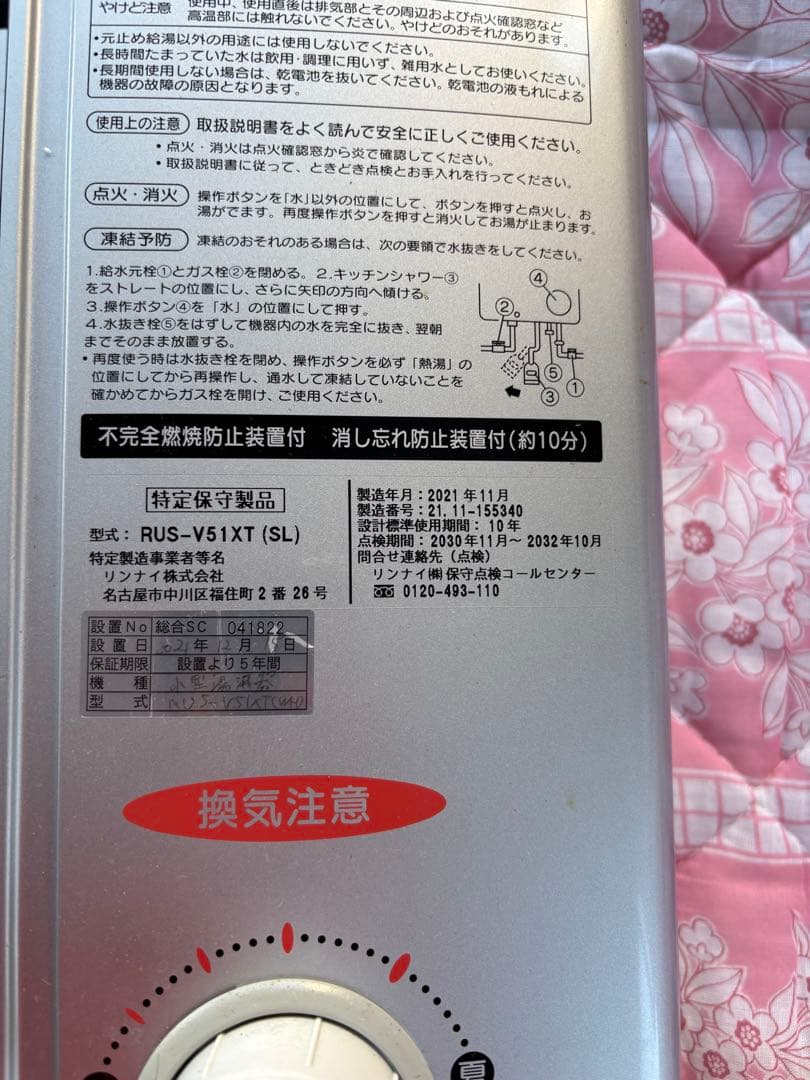 やけど注意 使用中、使用直後は排気部とその周辺および点火確認窓など
高温部には触れないでください。やけどのおそれがあります。
・元止め給湯以外の用途には使用しないでください。
・長時間たまっていた水は飲用・調理に用いず、雑用水としてお使いください。
・長期間使用しない場合は、乾電池を抜いてください。乾電池の液もれによる
機器の故障の原因となります。
使用上の注意 取扱説明書をよく読んで安全に正しくご使用ください。
・点火・消火は点火確認窓から炎で確認してください。
・取扱説明書に従って、ときどき点検とお手入れを行ってください。
点火・消火 操作ボタンを「水」以外の位置にして、ボタンを押すと点火し、お
湯がでます。再度操作ボタンを押すと消火してお湯が止まります。
凍結予防 凍結のおそれのある場合は、次の要領で水抜きをしてください。
1.給水元栓①とガス栓②を閉める。2.キッチンシャワー③
をストレートの位置にし、さらに矢印の方向へ傾ける。
3.操作ボタン④を「水」の位置にして押す。
4.水抜き栓⑤をはずして機器内の水を完全に抜き、翌朝
までそのまま放置する。
・再度使う時は水抜き栓を閉め、操作ボタンを必ず「熱湯」の
位置にしてから再操作し、通水して凍結していないことを
確かめてからガス栓を開け、ご使用ください。
④
②
⑤
①
③
不完全燃焼防止装置付 消し忘れ防止装置付(約10分)
特定保守製品
型式：RUS-V51XT (SL)
特定製造事業者等名
リンナイ株式会社
名古屋市中川区福住町2番26号
製造年月：2021年11月
製造番号：21.11-155340
設計標準使用期間：10年
点検期間：2030年11月～2032年10月
問合せ連絡先（点検）
リンナイ㈱保守点検コールセンター
0120-493-110
設置No 総合SC 041822
設置日 2021年12月 日
保証期限 設置より5年間
機種 小型湯沸器
型式 V51XT
換気注意
夏